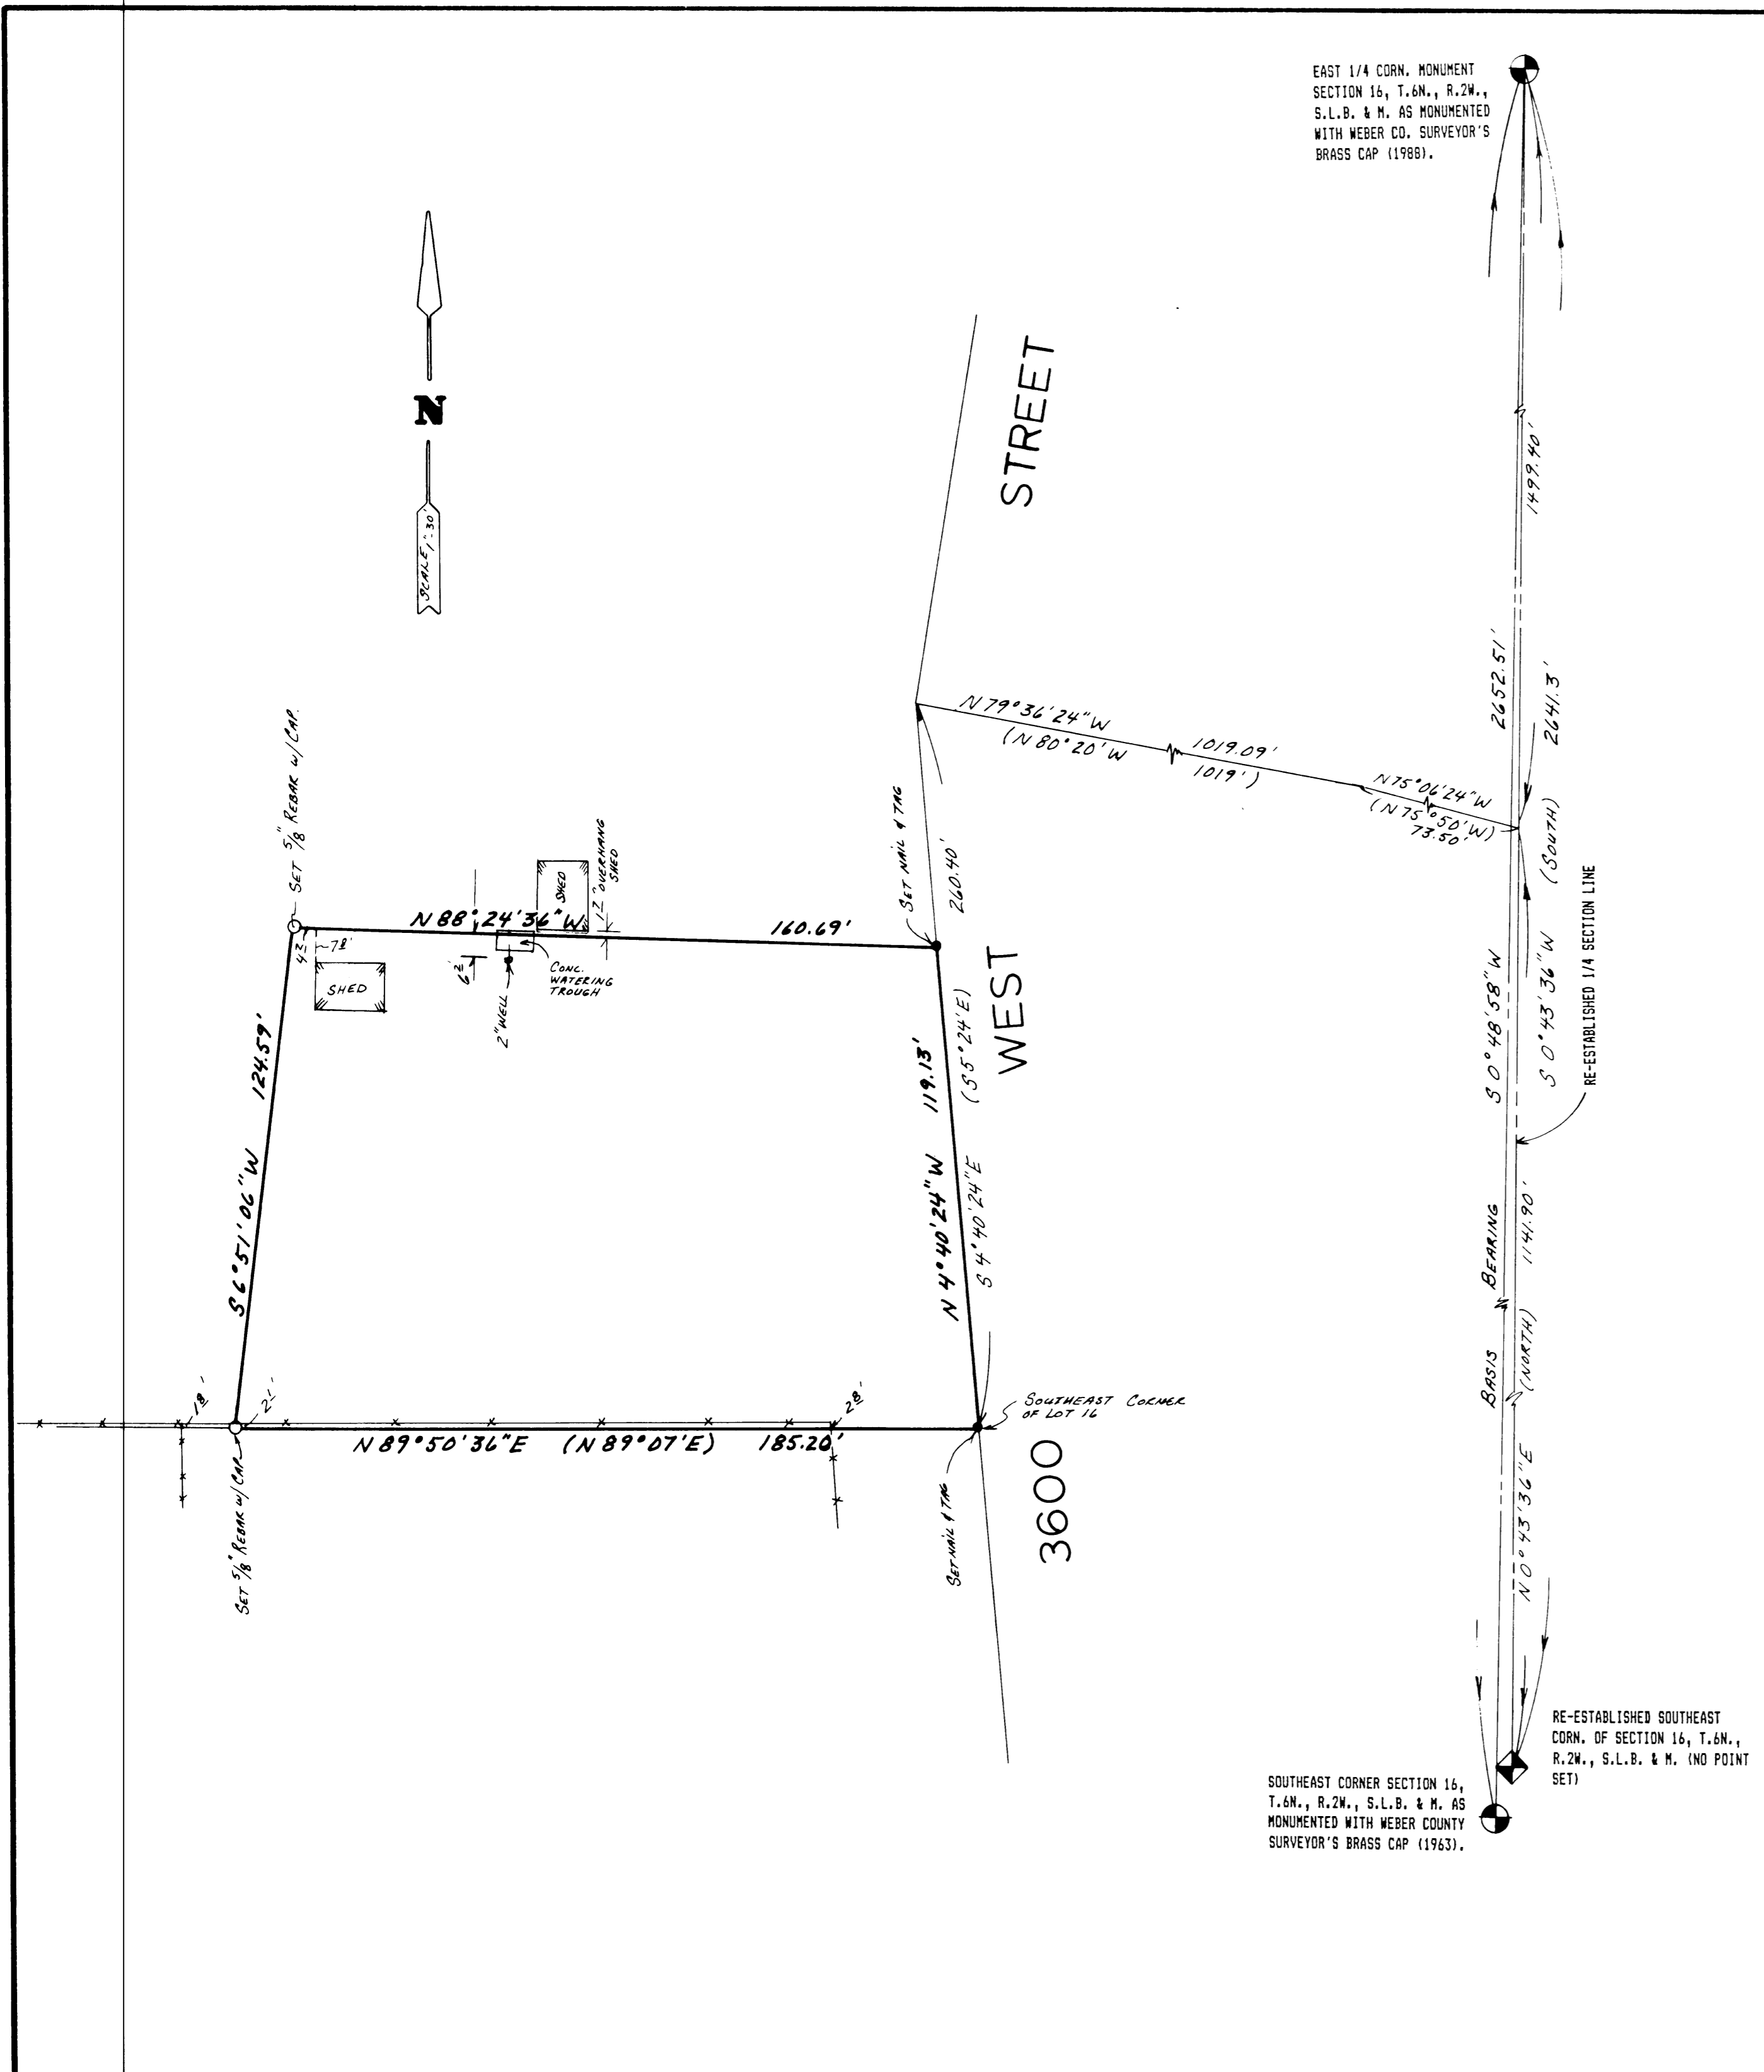 EAST 1/4 CORN. MONUMENT
SECTION 16, T.6N., R.2W.,
S.L.B. & M. AS MONUMENTED
WITH WEBER CO. SURVEYOR'S
BRASS CAP (1988).
N
SCALE 1"=30'
STREET
1499.40'
2652.51'
2641.3'
(SOUTH)
N 79°36'24" W
(N 80°20' W
1019.09'
1019')
N 75°06'24" W
(N 75°50' W)
73.50'
SET 5/8" REBAR W/CAP.
SET NAIL & TAG
260.40'
SHED
1.7' OVERHANG
SHED
N 88°24'36" W
160.69'
7.8'
SHED
CONC.
WATERING
TROUGH
2" WELL
WEST
(S 5°24' E)
119.13'
N 4°40'24" W
S 4°40'24" E
124.59'
S 6°51'06" W
S 0°48'58" W
S 0°43'36" W
RE-ESTABLISHED 1/4 SECTION LINE
BASIS BEARING
(NORTH)
1141.90'
N 0°43'36" E
SOUTHEAST CORNER
OF LOT 16
N 89°50'36" E (N 89°07' E) 185.20'
SET 5/8" REBAR W/CAP
SET NAIL & TAG
3600
RE-ESTABLISHED SOUTHEAST
CORN. OF SECTION 16, T.6N.,
R.2W., S.L.B. & M. (NO POINT
SET)
SOUTHEAST CORNER SECTION 16,
T.6N., R.2W., S.L.B. & M. AS
MONUMENTED WITH WEBER COUNTY
SURVEYOR'S BRASS CAP (1963).